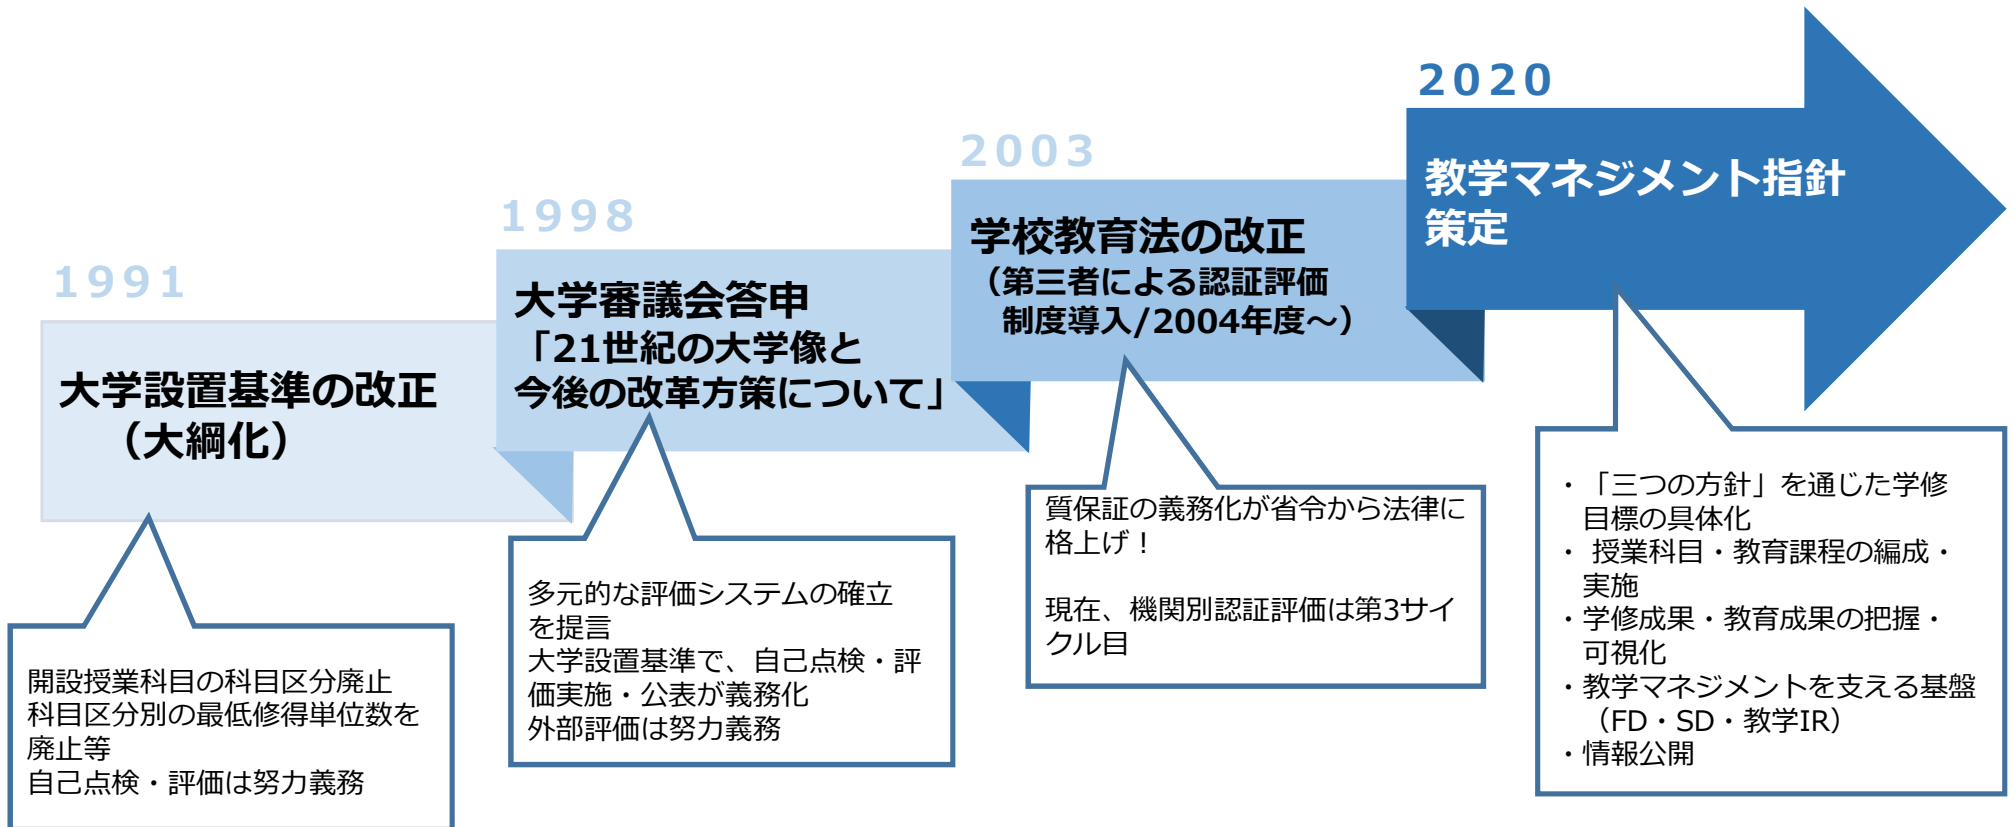 1991
大学設置基準の改正
(大綱化)
開設授業科目の科目区分廃止
科目区分別の最低修得単位数を
廃止等
自己点検・評価は努力義務
1998
大学審議会答申
「21世紀の大学像と
今後の改革方策について」
多元的な評価システムの確立
を提言
大学設置基準で、自己点検・評
価実施・公表が義務化
外部評価は努力義務
2003
学校教育法の改正
(第三者による認証評価
制度導入/2004年度～)
質保証の義務化が省令から法律に
格上げ！
現在、機関別認証評価は第3サイ
クル目
2020
教学マネジメント指針
策定
・「三つの方針」を通じた学修
目標の具体化
・ 授業科目・教育課程の編成・
実施
・学修成果・教育成果の把握・
可視化
・教学マネジメントを支える基盤
(FD・SD・教学IR)
・情報公開